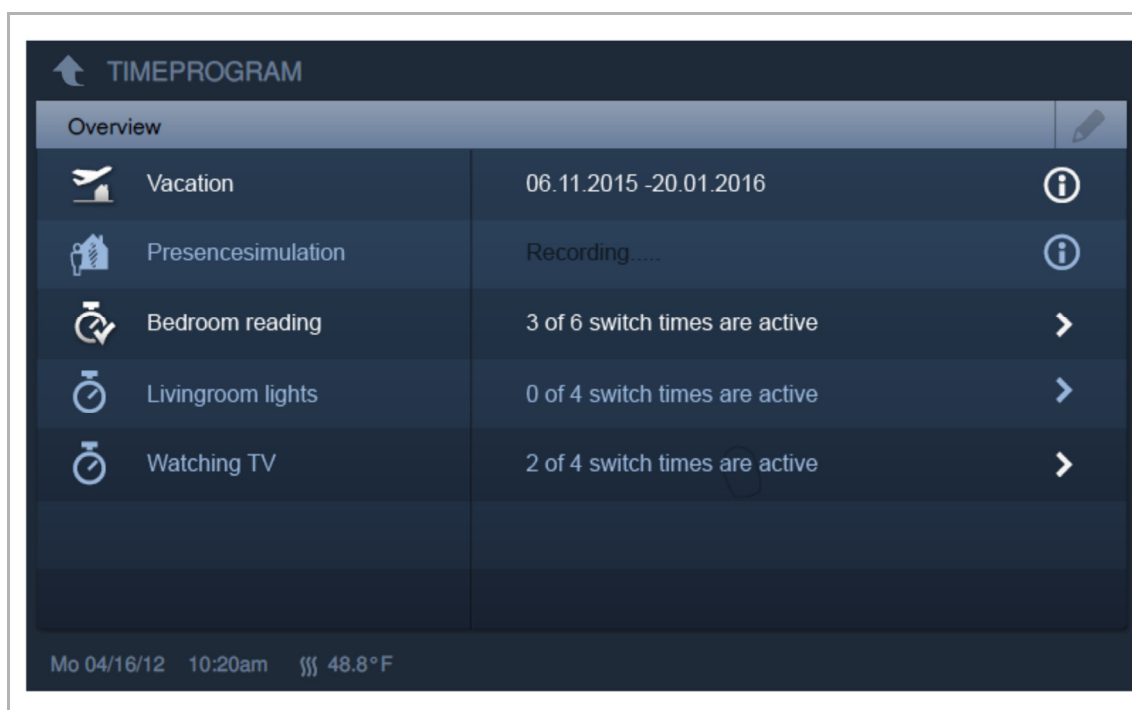 TIMEPROGRAM
Overview
Vacation 06.11.2015 -20.01.2016
Presencesimulation Recording.....
Bedroom reading 3 of 6 switch times are active
Livingroom lights 0 of 4 switch times are active
Watching TV 2 of 4 switch times are active
Mo 04/16/12 10:20am 48.8°F